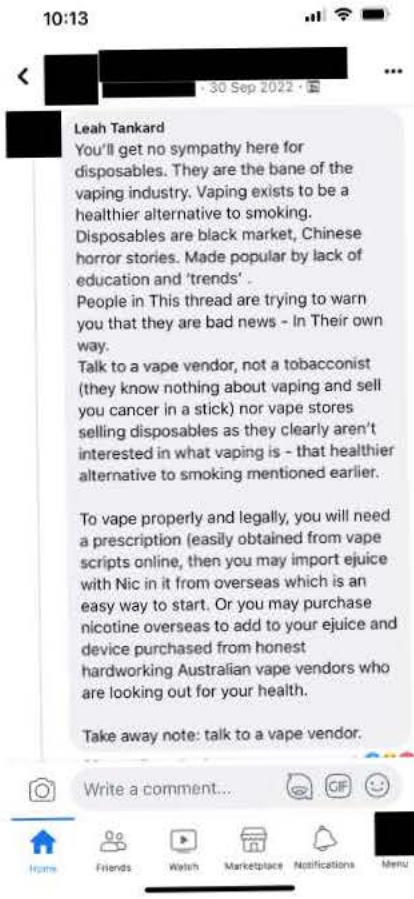 10:13
30 Sep 2022 ·
Leah Tankard
You'll get no sympathy here for
disposables. They are the bane of the
vaping industry. Vaping exists to be a
healthier alternative to smoking.
Disposables are black market, Chinese
horror stories. Made popular by lack of
education and 'trends' .
People in This thread are trying to warn
you that they are bad news - In Their own
way.
Talk to a vape vendor, not a tobacconist
(they know nothing about vaping and sell
you cancer in a stick) nor vape stores
selling disposables as they clearly aren't
interested in what vaping is - that healthier
alternative to smoking mentioned earlier.
To vape properly and legally, you will need
a prescription (easily obtained from vape
scripts online, then you may import ejuice
with Nic in it from overseas which is an
easy way to start. Or you may purchase
nicotine overseas to add to your ejuice and
device purchased from honest
hardworking Australian vape vendors who
are looking out for your health.
Take away note: talk to a vape vendor.
Write a comment...
GIF
Home Friends Watch Marketplace Notifications Menu